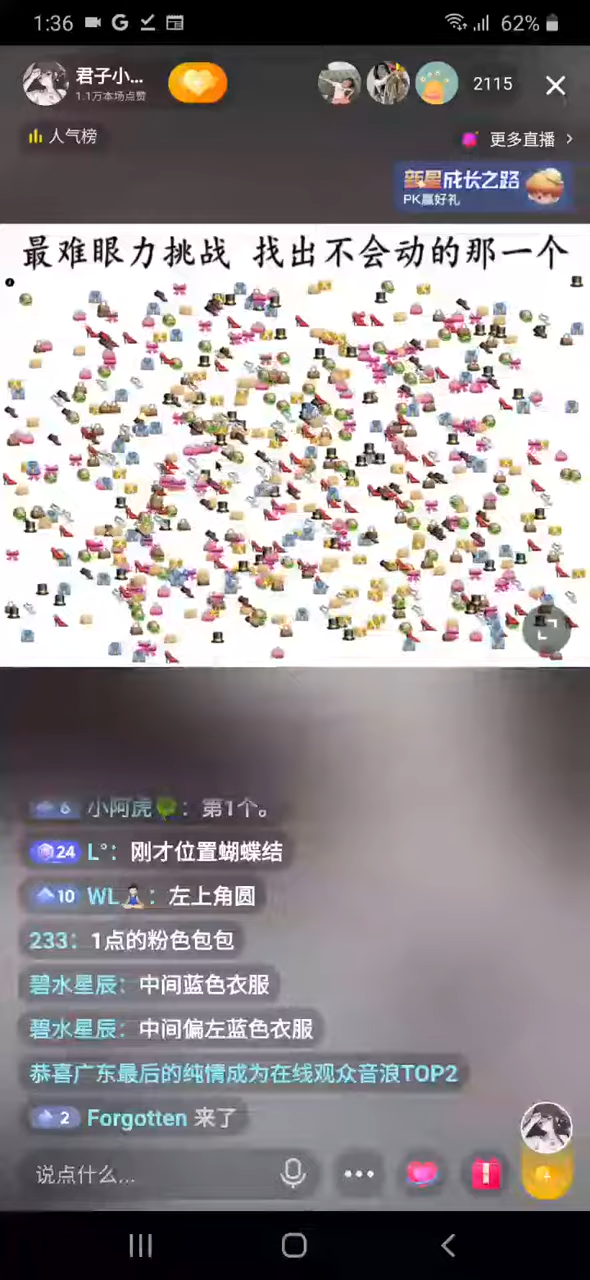 1:36
62%
君子小...
1.1万本场点赞
2115
人气榜
更多直播
新星成长之路
PK赢好礼
最难眼力挑战 找出不会动的那一个
6 小阿虎：第1个。
24 L°：刚才位置蝴蝶结
10 WL：左上角圆
233：1点的粉色包包
碧水星辰：中间蓝色衣服
碧水星辰：中间偏左蓝色衣服
恭喜广东最后的纯情成为在线观众音浪TOP2
2 Forgotten 来了
说点什么...